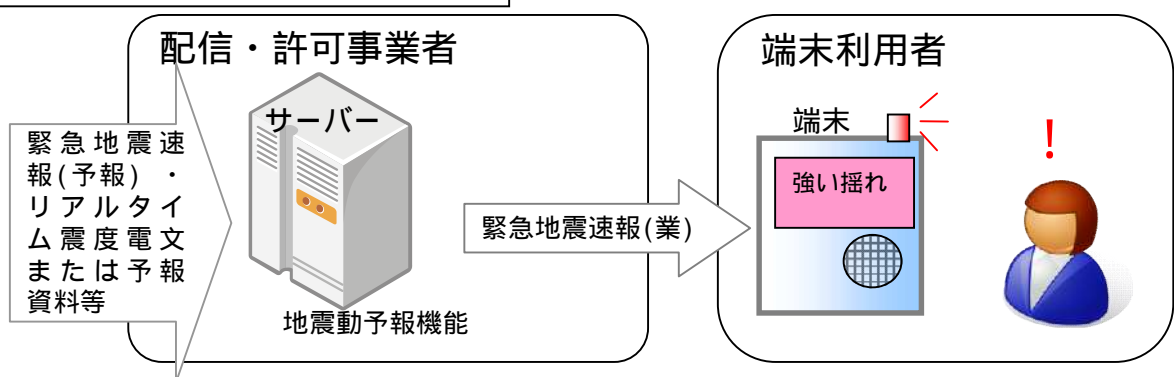 配信・許可事業者
サーバー
緊急地震速
報(予報)・
リアルタイ
ム震度電文
または予報
資料等
地震動予報機能
緊急地震速報(業)
端末利用者
端末
強い揺れ
!